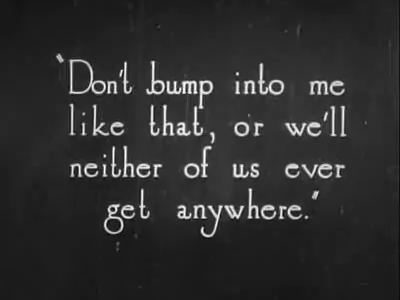 "Don't bump into me
like that, or we'll
neither of us ever
get anywhere."